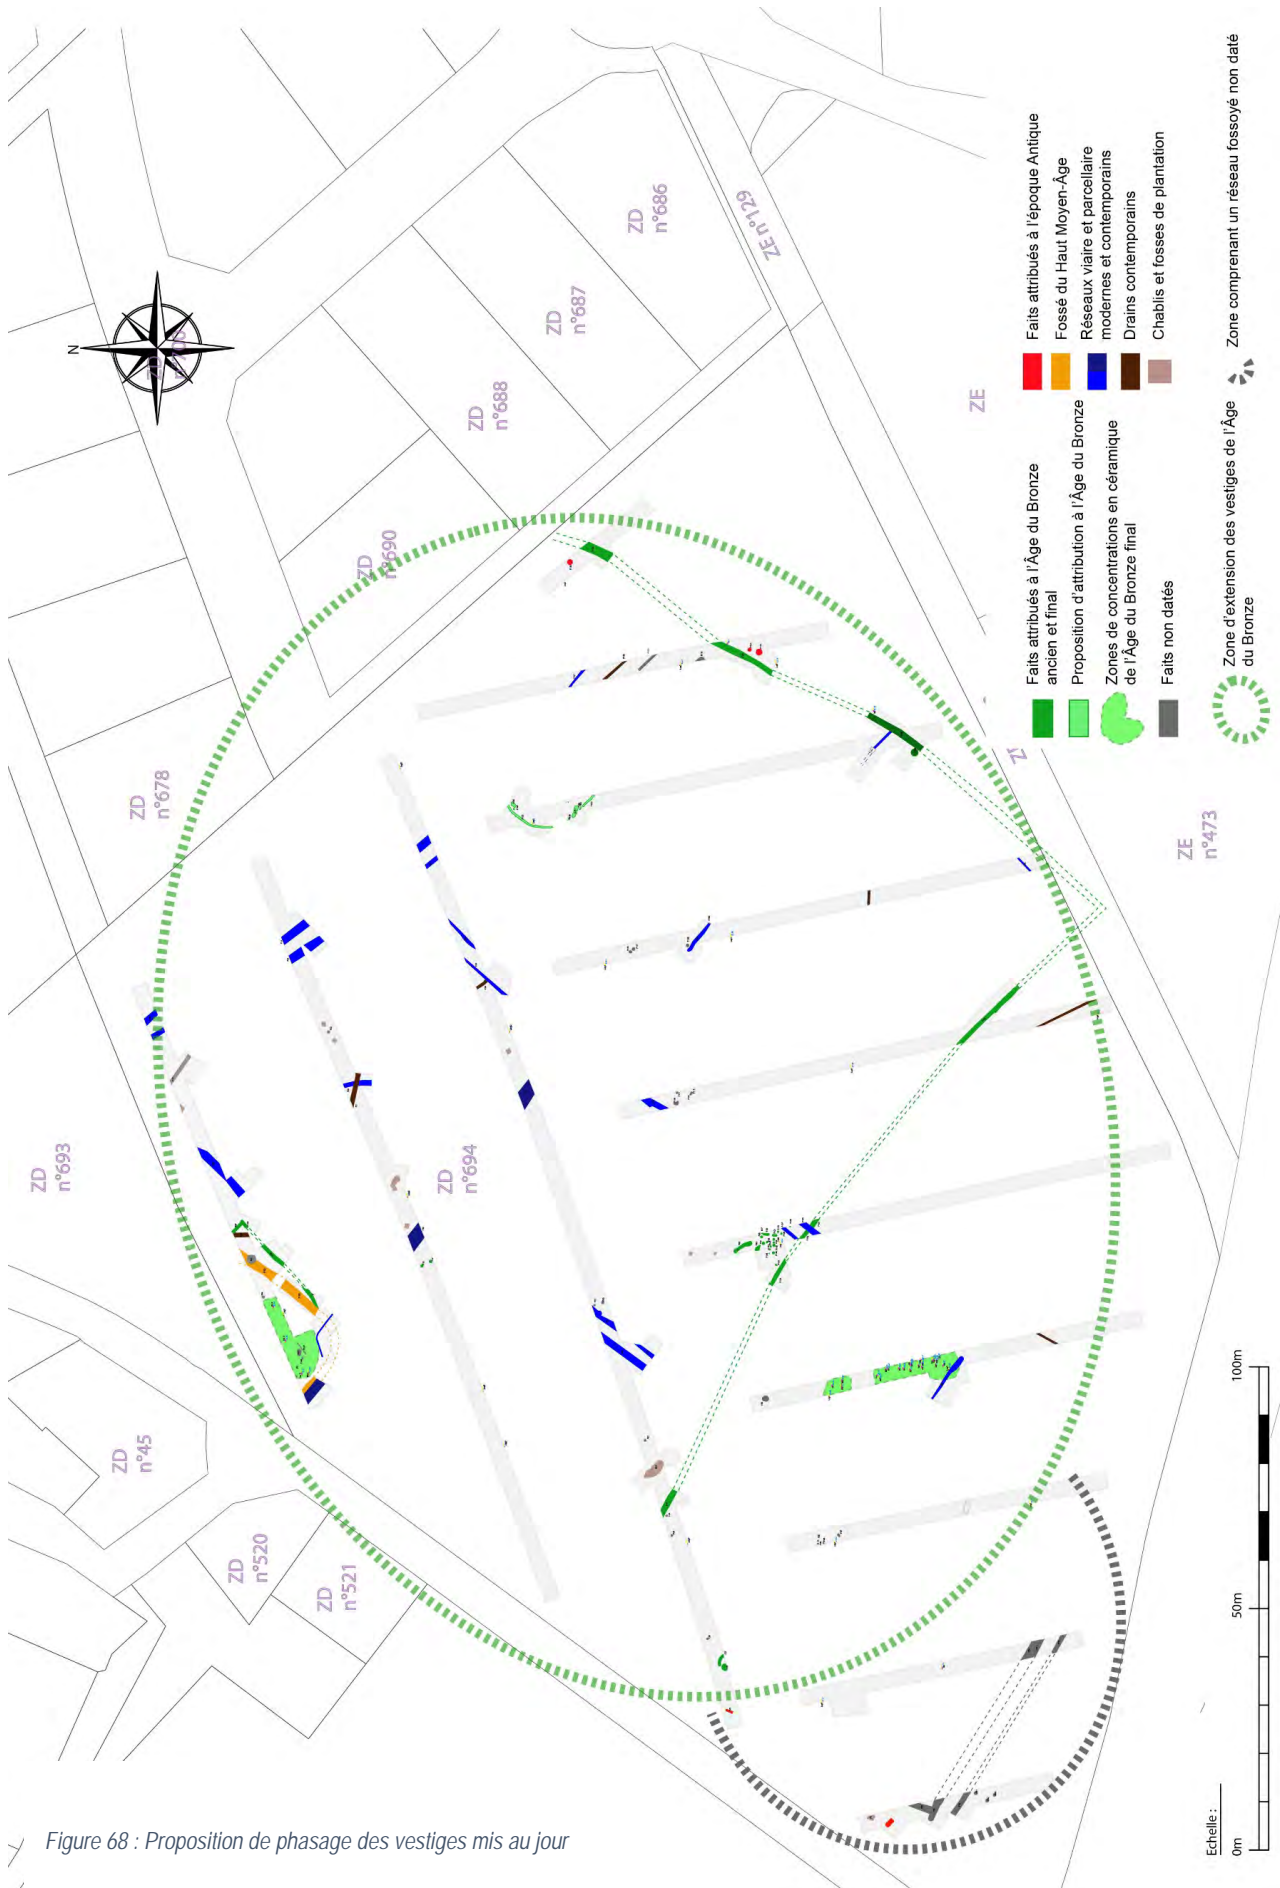 N
ZD
n°700
ZD
n°686
ZE n°129
ZD
n°687
ZD
n°688
ZD
n°690
ZD
n°678
ZE
ZE
n°473
ZD
n°693
ZD
n°694
ZD
n°45
ZD
n°520
ZD
n°521
Faits attribués à l'Âge du Bronze
ancien et final
Proposition d'attribution à l'Âge du Bronze
Zones de concentrations en céramique
de l'Âge du Bronze final
Faits non datés
Faits attribués à l'époque Antique
Fossé du Haut Moyen-Âge
Réseaux viaire et parcellaire
modernes et contemporains
Drains contemporains
Chablis et fosses de plantation
Zone d'extension des vestiges de l'Âge
du Bronze
Zone comprenant un réseau fossoyé non daté
Echelle :
0m
50m
100m
Figure 68 : Proposition de phasage des vestiges mis au jour